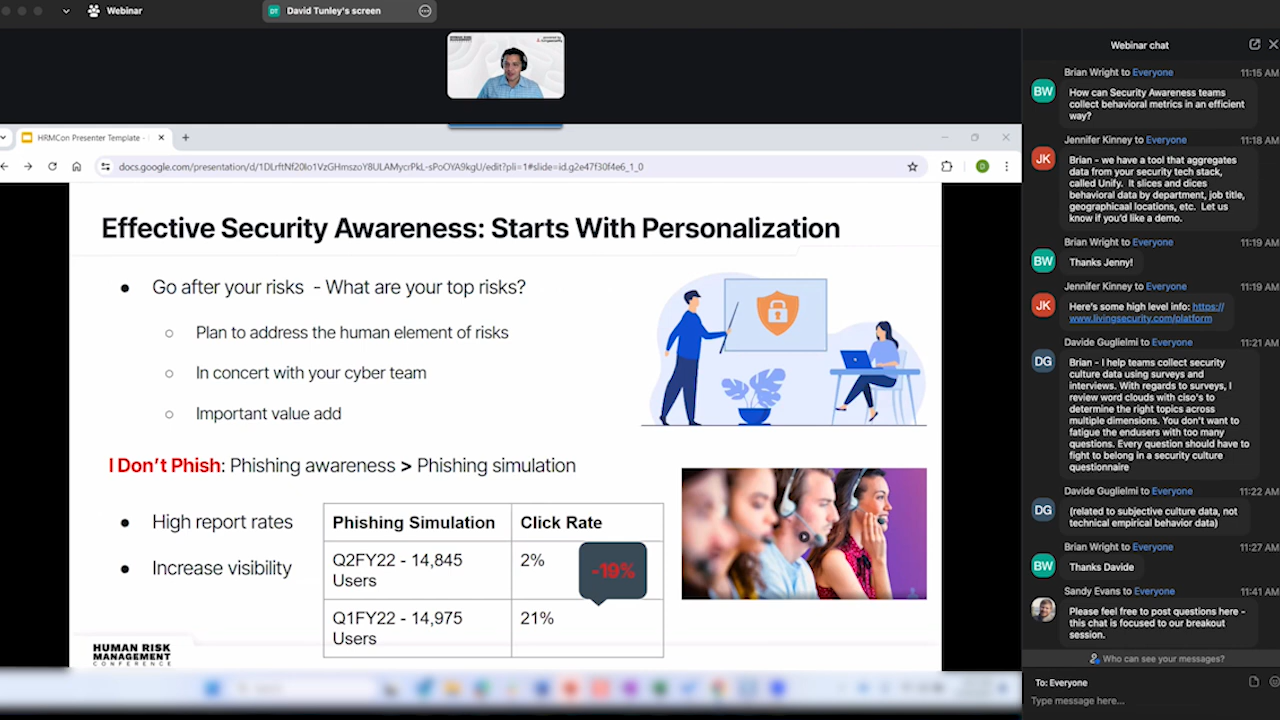 Webinar
DT David Tunley's screen
HUMAN RISK
MANAGEMENT
HRMCon Presenter Template -
docs.google.com/presentation/d/1DLrftNf20Io1VzGHmszoY8ULAMycrPkL-sPoOYA9kgU/edit?pli=1#slide=id.g2e47f30f4e6_1_0
Effective Security Awareness: Starts With Personalization
● Go after your risks - What are your top risks?
○ Plan to address the human element of risks
○ In concert with your cyber team
○ Important value add
I Don't Phish: Phishing awareness > Phishing simulation
● High report rates
● Increase visibility
Phishing Simulation Click Rate
Q2FY22 - 14,845 2%
Users
-19%
Q1FY22 - 14,975 21%
Users
HUMAN RISK
MANAGEMENT
CONFERENCE
Webinar chat
Brian Wright to Everyone 11:15 AM
BW
How can Security Awareness teams
collect behavioral metrics in an efficient
way?
Jennifer Kinney to Everyone 11:18 AM
JK
Brian - we have a tool that aggregates
data from your security tech stack,
called Unify. It slices and dices
behavioral data by department, job title,
geographicaal locations, etc. Let us
know if you'd like a demo.
Brian Wright to Everyone 11:19 AM
BW
Thanks Jenny!
Jennifer Kinney to Everyone 11:19 AM
JK
Here's some high level info: https://
www.livingsecurity.com/platform
Davide Guglielmi to Everyone 11:21 AM
DG
Brian - I help teams collect security
culture data using surveys and
interviews. With regards to surveys, I
review word clouds with ciso's to
determine the right topics across
multiple dimensions. You don't want to
fatigue the endusers with too many
questions. Every question should have to
fight to belong in a security culture
questionnaire
Davide Guglielmi to Everyone 11:22 AM
DG
(related to subjective culture data, not
technical empirical behavior data)
Brian Wright to Everyone 11:27 AM
BW
Thanks Davide
Sandy Evans to Everyone 11:41 AM
Please feel free to post questions here -
this chat is focused to our breakout
session.
Who can see your messages?
To: Everyone
Type message here...